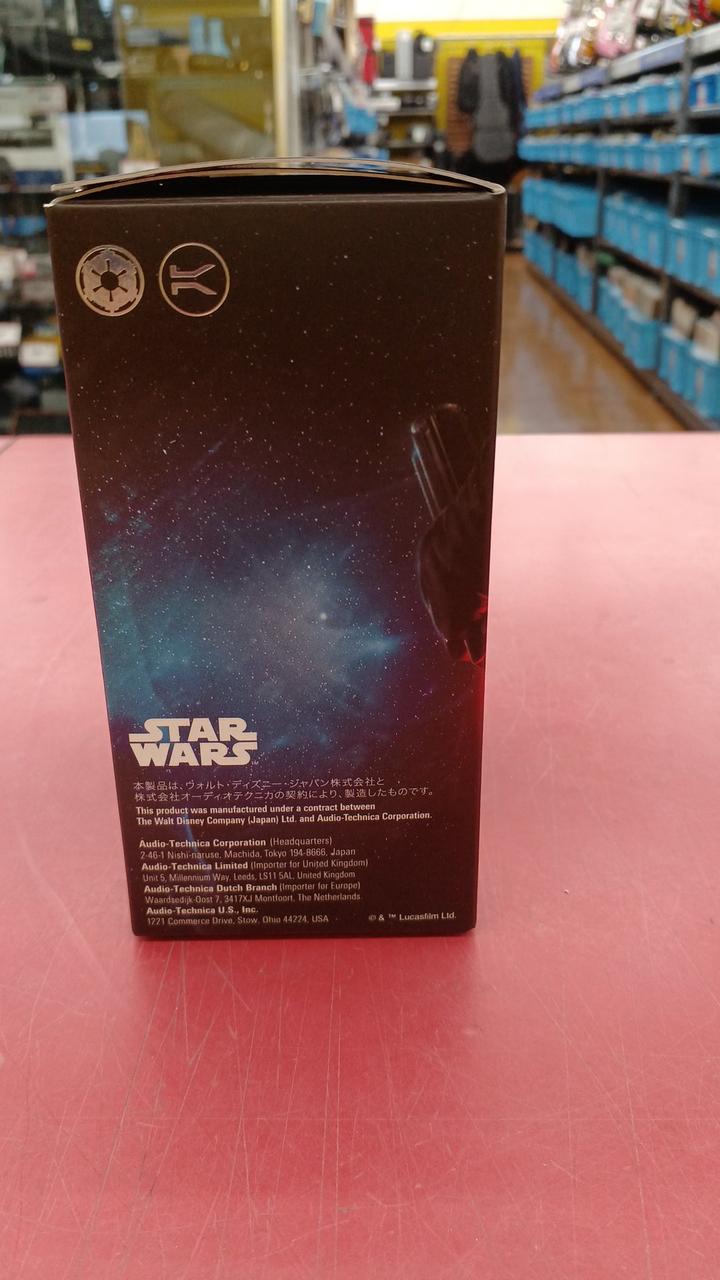 STAR
WARS
本製品は、ヴォルト・ディズニー・ジャパン株式会社と
株式会社オーディオテクニカの契約により、製造したものです。
This product was manufactured under a contract between
The Walt Disney Company (Japan) Ltd. and Audio-Technica Corporation.
Audio-Technica Corporation (Headquarters)
2-46-1 Nishi-naruse, Machida, Tokyo 194-8666, Japan
Audio-Technica Limited (Importer for United Kingdom)
Unit 5, Millennium Way, Leeds, LS11 5AL, United Kingdom
Audio-Technica Dutch Branch (Importer for Europe)
Waardsedijk-Oost 7, 3417XJ Montfoort, The Netherlands
Audio-Technica U.S., Inc.
1221 Commerce Drive, Stow, Ohio 44224, USA
© & ™ Lucasfilm Ltd.